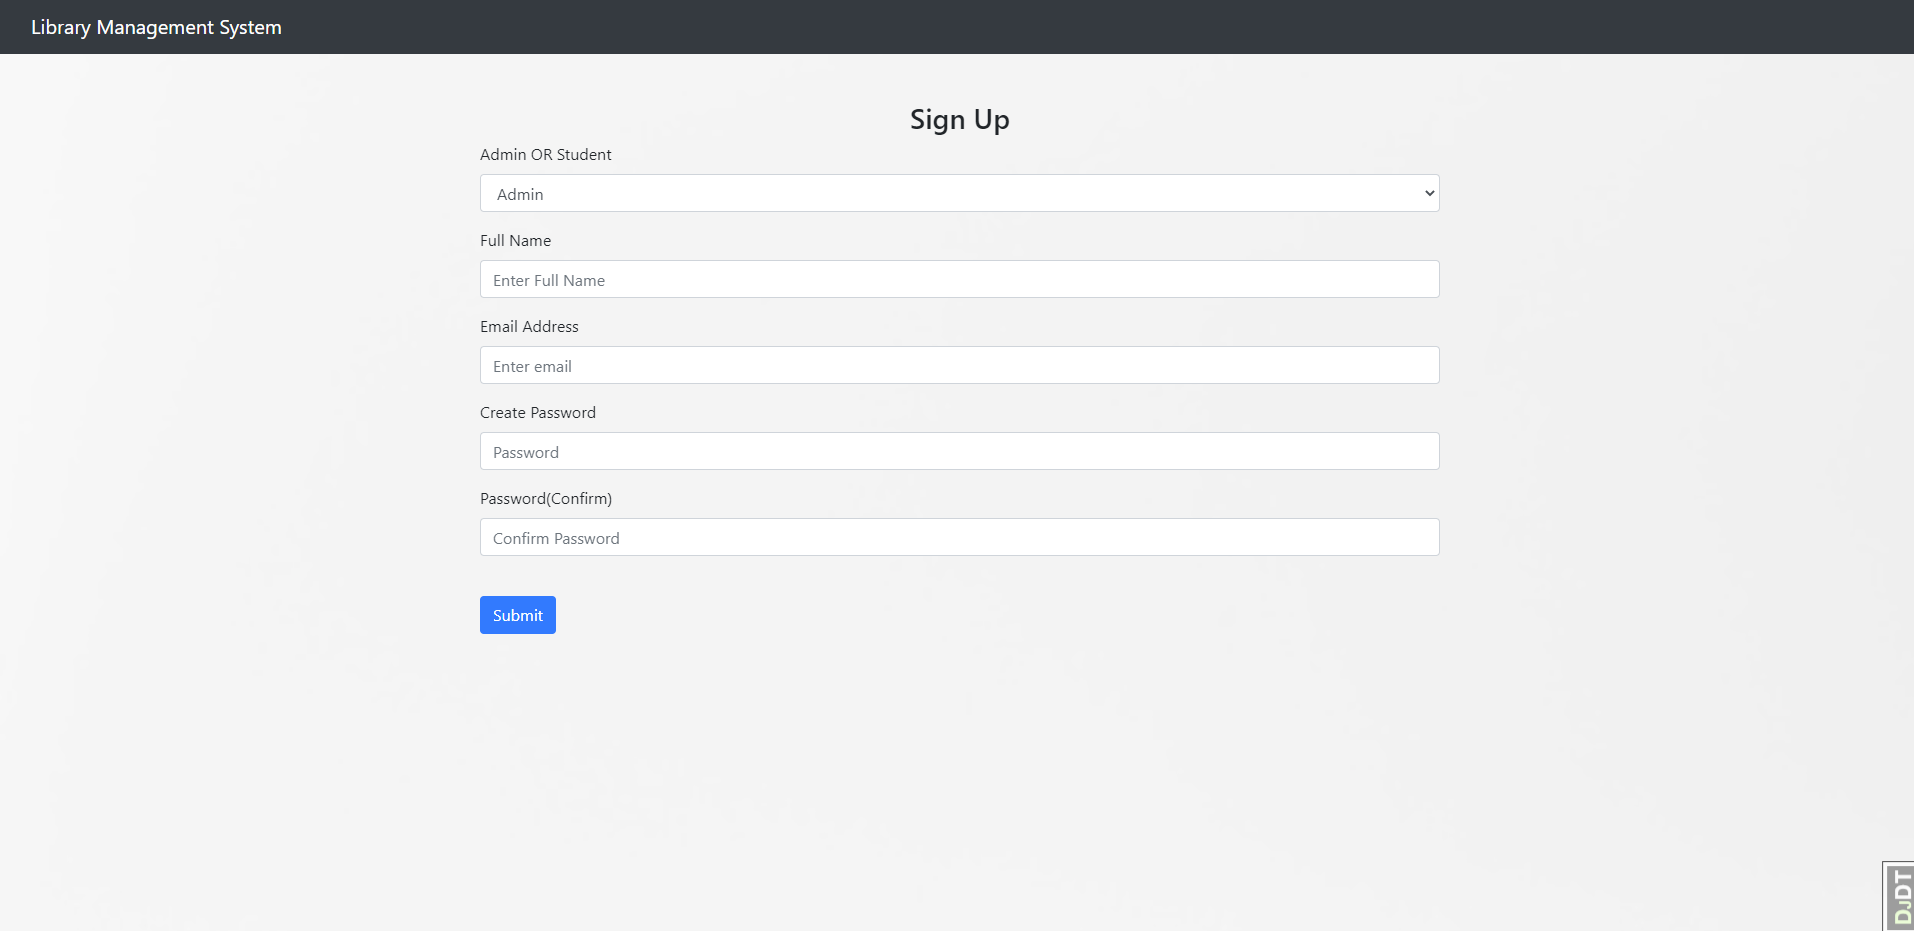 Library Management System
Sign Up
Admin OR Student
Admin
Full Name
Enter Full Name
Email Address
Enter email
Create Password
Password
Password(Confirm)
Confirm Password
Submit
DJDT